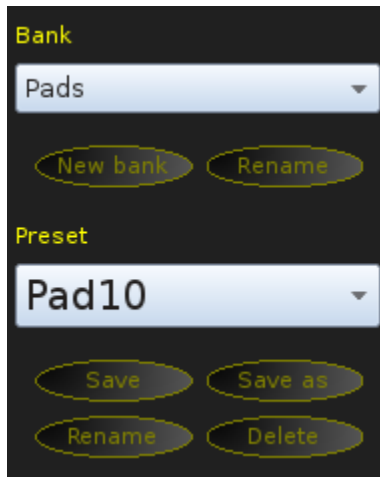 Bank
Pads
New bank Rename
Preset
Pad10
Save Save as
Rename Delete